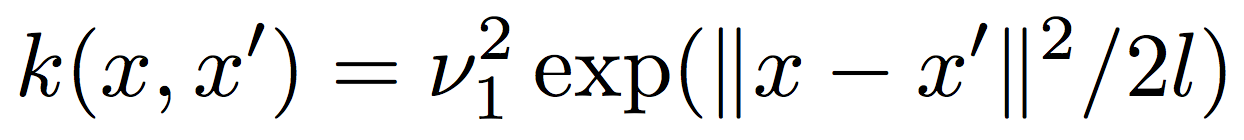 k(x, x′) = ν₁² exp(‖x − x′‖²/2l)